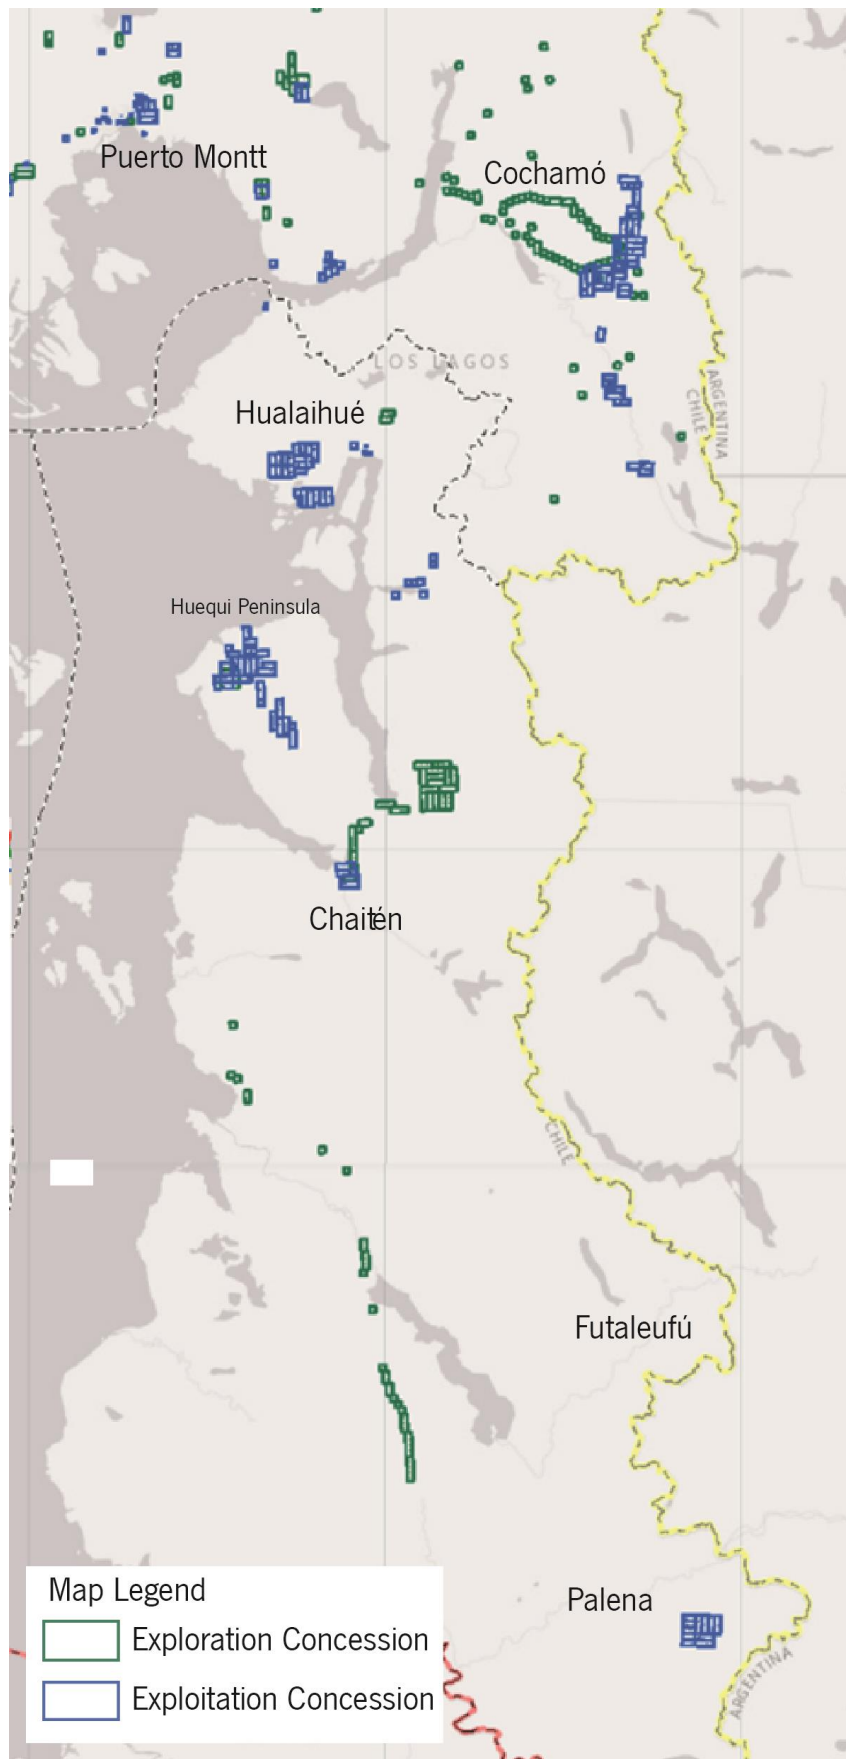 Puerto Montt
Cochamó
LOS LAGOS
ARGENTINA
CHILE
Hualaihué
Huequi Peninsula
Chaitén
CHILE
Futaleufú
Palena
ARGENTINA
Map Legend
Exploration Concession
Exploitation Concession